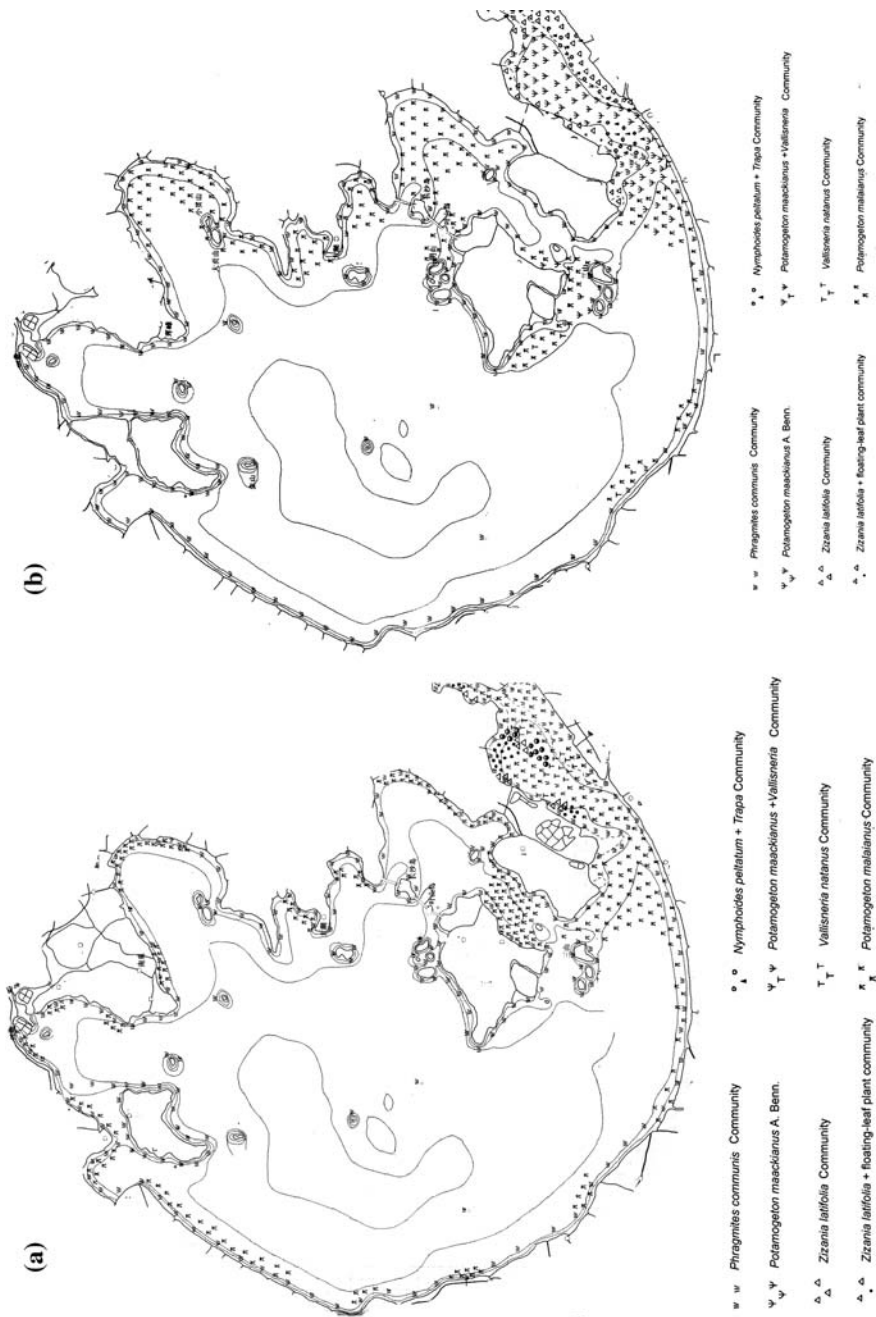 (a)
w w Phragmites communis Community
Ψ Ψ Ψ Potamogeton maackianus A. Benn.
△ △ △ Zizania latifolia Community
△ • △ Zizania latifolia + floating-leaf plant community
Nymphoides peltatum + Trapa Community
Ψ T Ψ Potamogeton maackianus +Vallisneria Community
T T T Vallisneria natanus Community
Potamogeton malaianus Community
(b)
w w Phragmites communis Community
Ψ Ψ Ψ Potamogeton maackianus A. Benn.
△ △ △ Zizania latifolia Community
△ • △ Zizania latifolia + floating-leaf plant community
Nymphoides peltatum + Trapa Community
Ψ T Ψ Potamogeton maackianus +Vallisneria Community
T T T Vallisneria natanus Community
Potamogeton malaianus Community